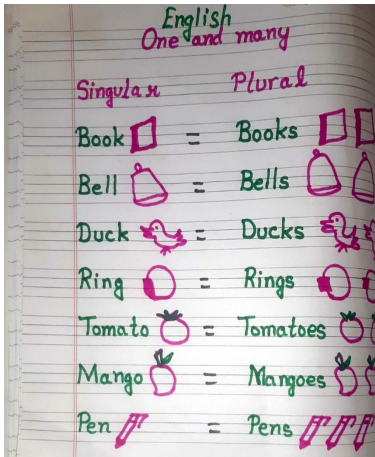 English
One and many
Singular Plural
Book = Books
Bell = Bells
Duck = Ducks
Ring = Rings
Tomato = Tomatoes
Mango = Mangoes
Pen = Pens